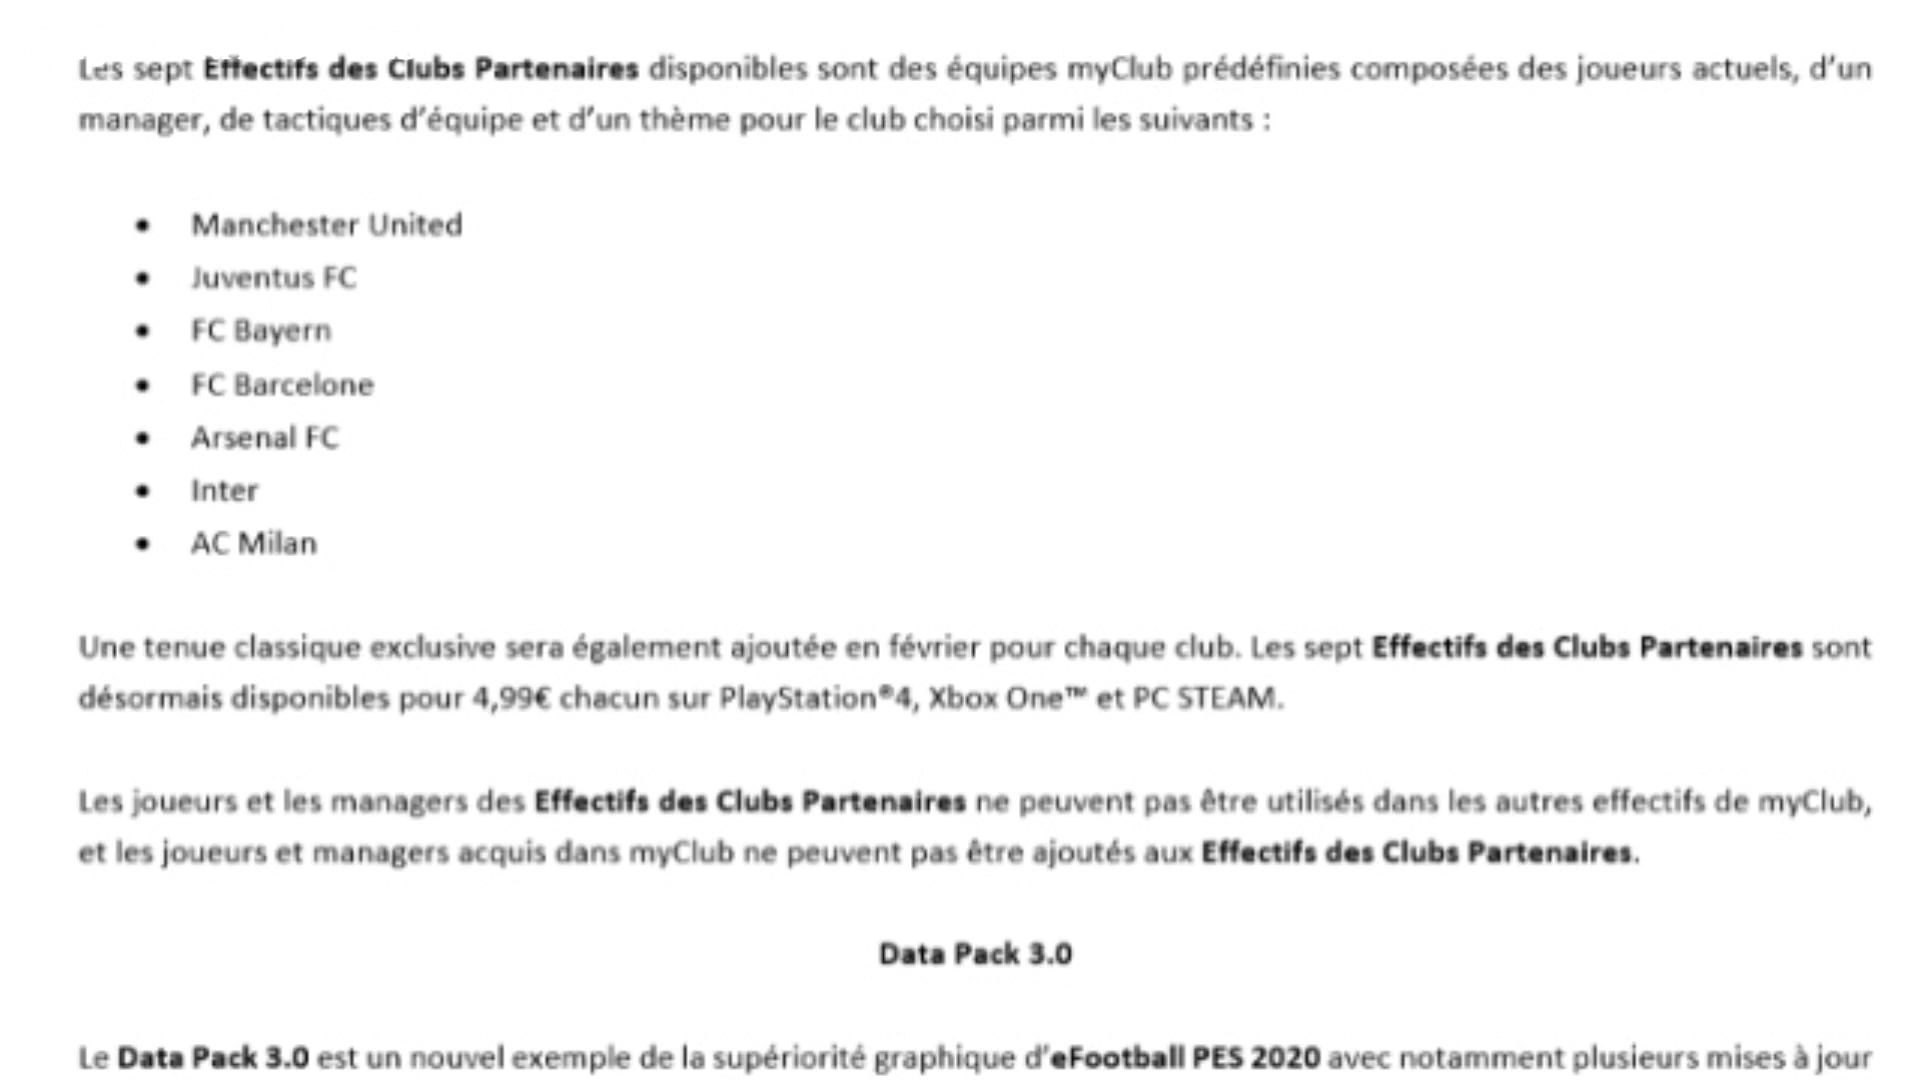 Les sept Effectifs des Clubs Partenaires disponibles sont des équipes myClub prédéfinies composées des joueurs actuels, d’un
manager, de tactiques d’équipe et d’un thème pour le club choisi parmi les suivants :
• Manchester United
• Juventus FC
• FC Bayern
• FC Barcelone
• Arsenal FC
• Inter
• AC Milan
Une tenue classique exclusive sera également ajoutée en février pour chaque club. Les sept Effectifs des Clubs Partenaires sont
désormais disponibles pour 4,99€ chacun sur PlayStation®4, Xbox One™ et PC STEAM.
Les joueurs et les managers des Effectifs des Clubs Partenaires ne peuvent pas être utilisés dans les autres effectifs de myClub,
et les joueurs et managers acquis dans myClub ne peuvent pas être ajoutés aux Effectifs des Clubs Partenaires.
Data Pack 3.0
Le Data Pack 3.0 est un nouvel exemple de la supériorité graphique d’eFootball PES 2020 avec notamment plusieurs mises à jour